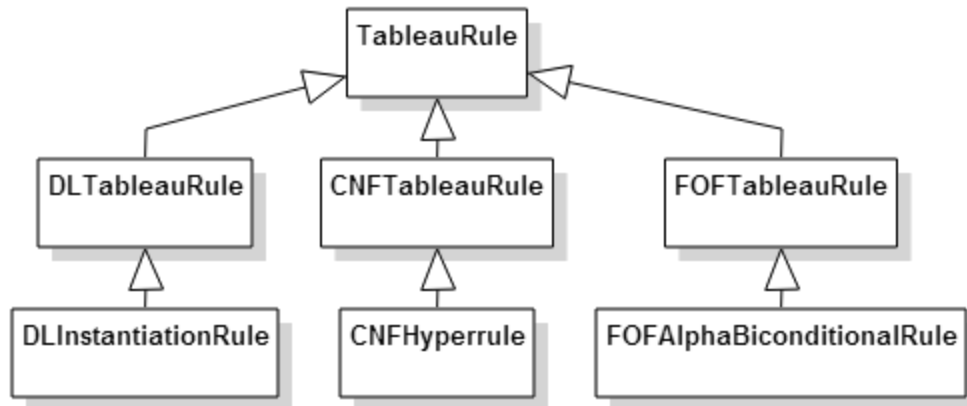 TableauRule
DLTableauRule
CNFTableauRule
FOFTableauRule
DLInstantiationRule
CNFHyperrule
FOFAlphaBiconditionalRule